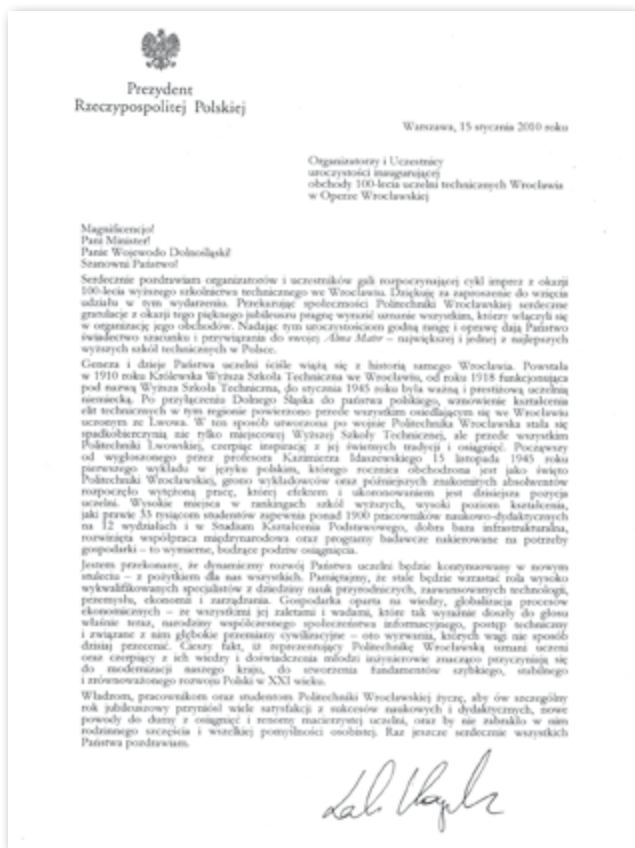 Prezydent
Rzeczypospolitej Polskiej
Warszawa, 15 stycznia 2010 roku
Organizatorzy i Uczestnicy
uroczystości inaugurującej
obchody 100-lecia uczelni technicznych Wrocławia
w Operze Wrocławskiej
Magnificencjo!
Pani Minister!
Panie Wojewodo Dolnośląski!
Szanowni Państwo!
Serdecznie pozdrawiam organizatorów i uczestników gali rozpoczynającej cykl imprez z okazji
100-lecia wyższego szkolnictwa technicznego we Wrocławiu. Dziękuję za zaproszenie do wzięcia
udziału w tym wydarzeniu. Przekazując społeczności Politechniki Wrocławskiej serdeczne
gratulacje z okazji tego pięknego jubileuszu pragnę wyrazić uznanie wszystkim, którzy włączyli się
w organizację jego obchodów. Nadając tym uroczystościom godną rangę i oprawę dają Państwo
świadectwo szacunku i przywiązania do swojej Alma Mater – największej i jednej z najlepszych
wyższych szkół technicznych w Polsce.
Geneza i dzieje Państwa uczelni ściśle wiążą się z historią samego Wrocławia. Powstała
w 1910 roku Królewska Wyższa Szkoła Techniczna we Wrocławiu, od roku 1918 funkcjonująca
pod nazwą Wyższa Szkoła Techniczna, do stycznia 1945 roku była ważną i prestiżową uczelnią
niemiecką. Po przyłączeniu Dolnego Śląska do państwa polskiego, wznowienie kształcenia
elit technicznych w tym regionie powierzono przede wszystkim osiedlającym się we Wrocławiu
uczonym ze Lwowa. W ten sposób utworzona po wojnie Politechnika Wrocławska stała się
spadkobierczynią nie tylko miejscowej Wyższej Szkoły Technicznej, ale przede wszystkim
Politechniki Lwowskiej, czerpiąc inspirację z jej świetnych tradycji i osiągnięć. Począwszy
od wygłoszonego przez profesora Kazimierza Idaszewskiego 15 listopada 1945 roku
pierwszego wykładu w języku polskim, którego rocznica obchodzona jest jako święto
Politechniki Wrocławskiej, grono wykładowców oraz późniejszych znakomitych absolwentów
rozpoczęło wytężoną pracę, której efektem i ukoronowaniem jest dzisiejsza pozycja
uczelni. Wysokie miejsca w rankingach szkół wyższych, wysoki poziom kształcenia,
jaki prawie 33 tysiącom studentów zapewnia ponad 1900 pracowników naukowo-dydaktycznych
na 12 wydziałach i w Studium Kształcenia Podstawowego, dobra baza infrastrukturalna,
rozwinięta współpraca międzynarodowa oraz programy badawcze nakierowane na potrzeby
gospodarki – to wymierne, budzące podziw osiągnięcia.
Jestem przekonany, że dynamiczny rozwój Państwa uczelni będzie kontynuowany w nowym
stuleciu – z pożytkiem dla nas wszystkich. Pamiętajmy, że stale będzie wzrastać rola wysoko
wykwalifikowanych specjalistów z dziedziny nauk przyrodniczych, zaawansowanych technologii,
przemysłu, ekonomii i zarządzania. Gospodarka oparta na wiedzy, globalizacja procesów
ekonomicznych – ze wszystkimi jej zaletami i wadami, które tak wyraźnie doszły do głosu
właśnie teraz, narodziny współczesnego społeczeństwa informacyjnego, postęp techniczny
i związane z nim głębokie przemiany cywilizacyjne – oto wyzwania, których wagi nie sposób
dzisiaj przecenić. Cieszy fakt, iż reprezentujący Politechnikę Wrocławską uznani uczeni
oraz czerpiący z ich wiedzy i doświadczenia młodzi inżynierowie znacząco przyczyniają się
do modernizacji naszego kraju, do stworzenia fundamentów szybkiego, stabilnego
i zrównoważonego rozwoju Polski w XXI wieku.
Władzom, pracownikom oraz studentom Politechniki Wrocławskiej życzę, aby ów szczególny
rok jubileuszowy przyniósł wiele satysfakcji z sukcesów naukowych i dydaktycznych, nowe
powody do dumy z osiągnięć i renomy macierzystej uczelni, oraz by nie zabrakło w nim
rodzinnego szczęścia i wszelkiej pomyślności osobistej. Raz jeszcze serdecznie wszystkich
Państwa pozdrawiam.